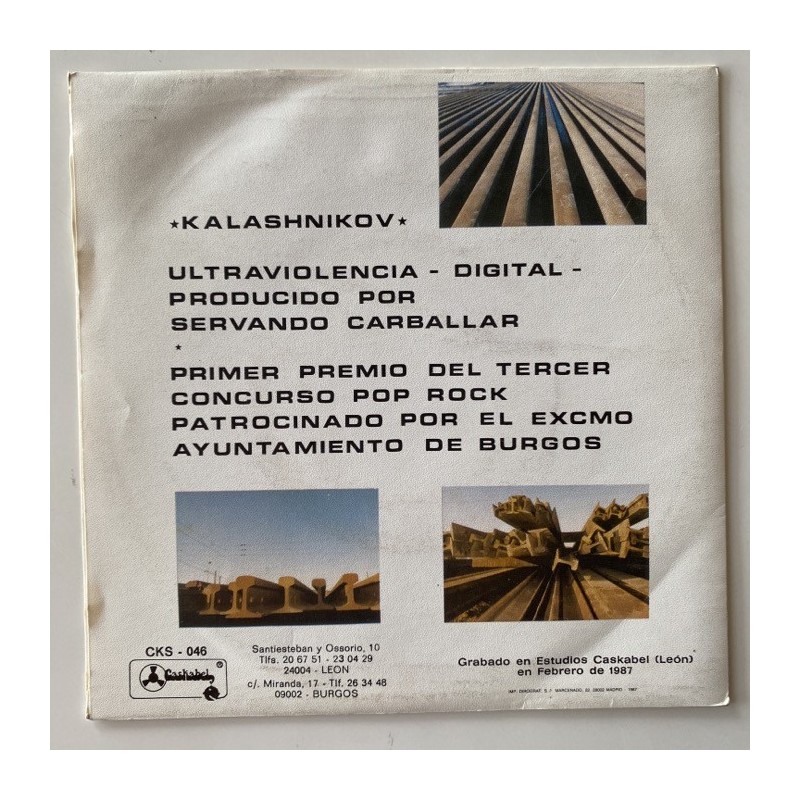 ★KALASHNIKOV★
ULTRAVIOLENCIA - DIGITAL -
PRODUCIDO POR
SERVANDO CARBALLAR
★
PRIMER PREMIO DEL TERCER
CONCURSO POP ROCK
PATROCINADO POR EL EXCMO
AYUNTAMIENTO DE BURGOS
CKS - 046
Caskabel ®
Santiesteban y Ossorio, 10
Tlfs. 20 67 51 - 23 04 29
24004 - LEON
c/. Miranda, 17 - Tlf. 26 34 48
09002 - BURGOS
Grabado en Estudios Caskabel (León)
en Febrero de 1987